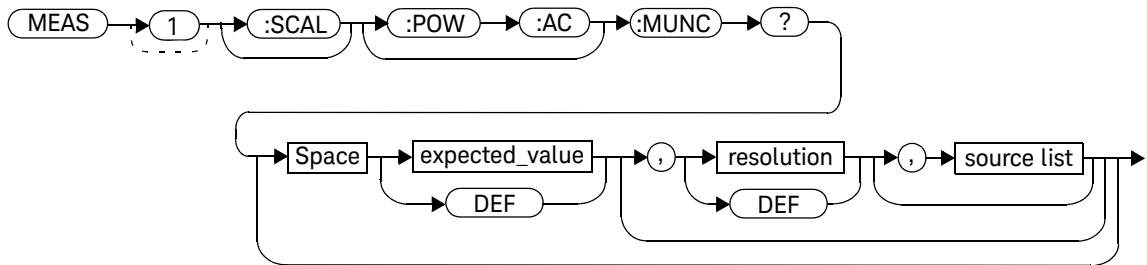 MEAS 1 :SCAL :POW :AC :MUNC ?
Space expected_value , resolution , source list
DEF DEF